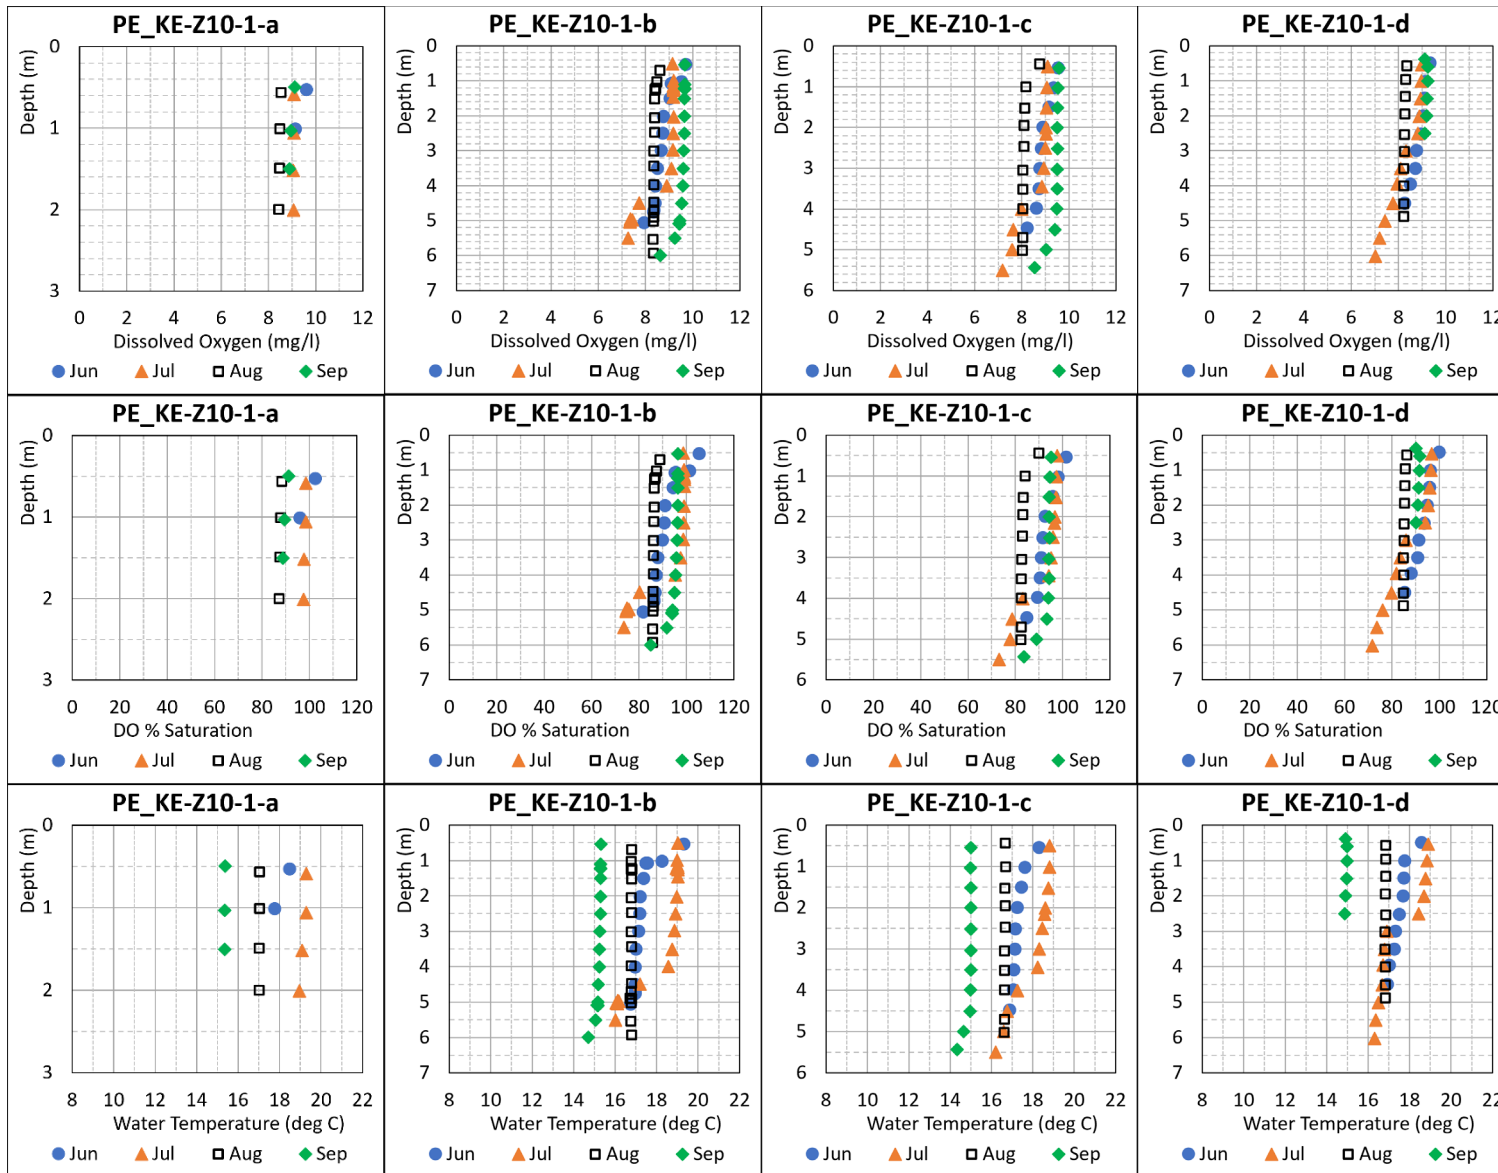 PE_KE-Z10-1-a
Depth (m)
0
1
2
3
0 2 4 6 8 10 12
Dissolved Oxygen (mg/l)
Jun Jul Aug Sep
PE_KE-Z10-1-b
Depth (m)
0
1
2
3
4
5
6
7
0 2 4 6 8 10 12
Dissolved Oxygen (mg/l)
Jun Jul Aug Sep
PE_KE-Z10-1-c
Depth (m)
0
1
2
3
4
5
6
0 2 4 6 8 10 12
Dissolved Oxygen (mg/l)
Jun Jul Aug Sep
PE_KE-Z10-1-d
Depth (m)
0
1
2
3
4
5
6
7
0 2 4 6 8 10 12
Dissolved Oxygen (mg/l)
Jun Jul Aug Sep
PE_KE-Z10-1-a
Depth (m)
0
1
2
3
0 20 40 60 80 100 120
DO % Saturation
Jun Jul Aug Sep
PE_KE-Z10-1-b
Depth (m)
0
1
2
3
4
5
6
7
0 20 40 60 80 100 120
DO % Saturation
Jun Jul Aug Sep
PE_KE-Z10-1-c
Depth (m)
0
1
2
3
4
5
6
0 20 40 60 80 100 120
DO % Saturation
Jun Jul Aug Sep
PE_KE-Z10-1-d
Depth (m)
0
1
2
3
4
5
6
7
0 20 40 60 80 100 120
DO % Saturation
Jun Jul Aug Sep
PE_KE-Z10-1-a
Depth (m)
0
1
2
3
8 10 12 14 16 18 20 22
Water Temperature (deg C)
Jun Jul Aug Sep
PE_KE-Z10-1-b
Depth (m)
0
1
2
3
4
5
6
7
8 10 12 14 16 18 20 22
Water Temperature (deg C)
Jun Jul Aug Sep
PE_KE-Z10-1-c
Depth (m)
0
1
2
3
4
5
6
8 10 12 14 16 18 20 22
Water Temperature (deg C)
Jun Jul Aug Sep
PE_KE-Z10-1-d
Depth (m)
0
1
2
3
4
5
6
7
8 10 12 14 16 18 20 22
Water Temperature (deg C)
Jun Jul Aug Sep